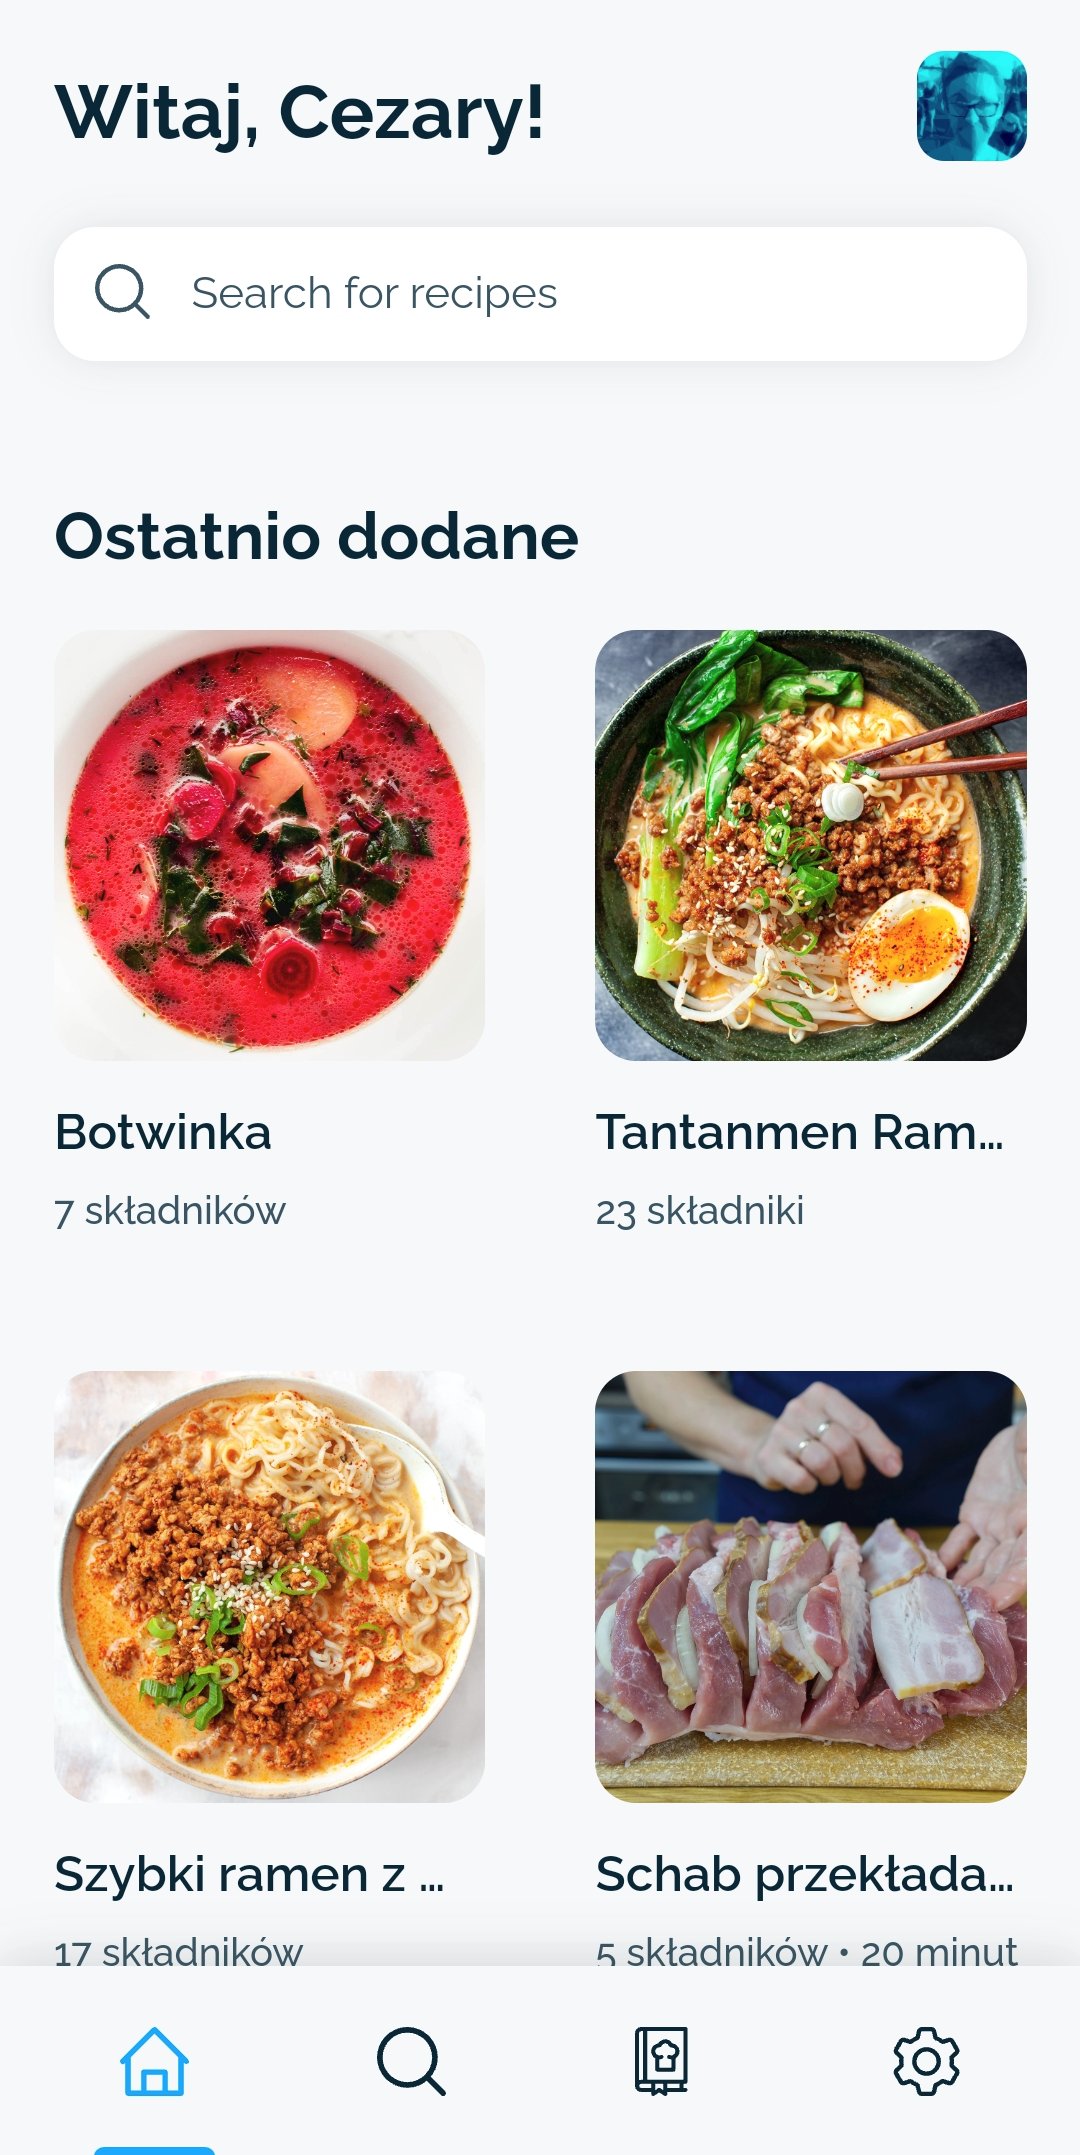 Witaj, Cezary!
Search for recipes
Ostatnio dodane
Botwinka
7 składników
Tantanmen Ram...
23 składniki
Szybki ramen z ...
17 składników
Schab przekłada...
5 składników • 20 minut